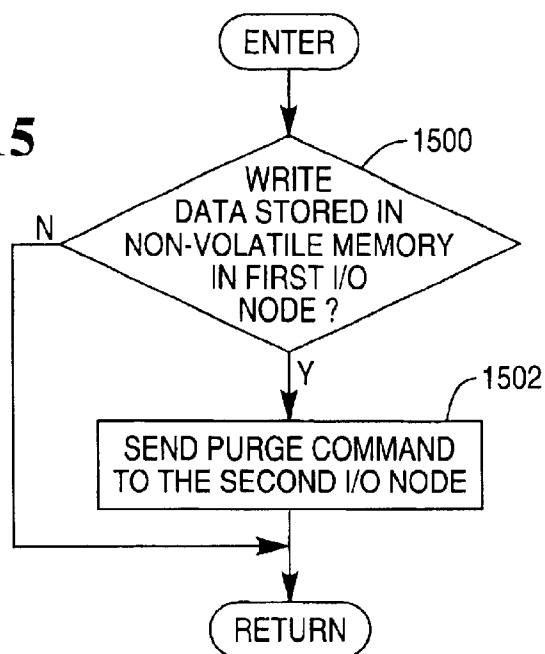 ENTER
.5
1500
WRITE
DATA STORED IN
N
NON-VOLATILE MEMORY
IN FIRST I/O
NODE ?
Y
1502
SEND PURGE COMMAND
TO THE SECOND I/O NODE
RETURN